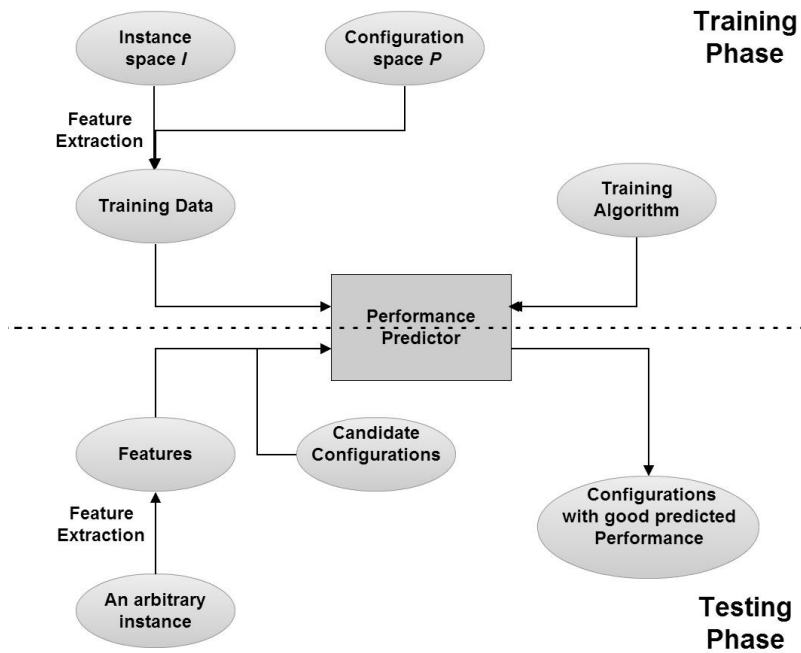 Instance
space I
Configuration
space P
Training
Phase
Feature
Extraction
Training Data
Training
Algorithm
Performance
Predictor
Features
Candidate
Configurations
Feature
Extraction
Configurations
with good predicted
Performance
An arbitrary
instance
Testing
Phase